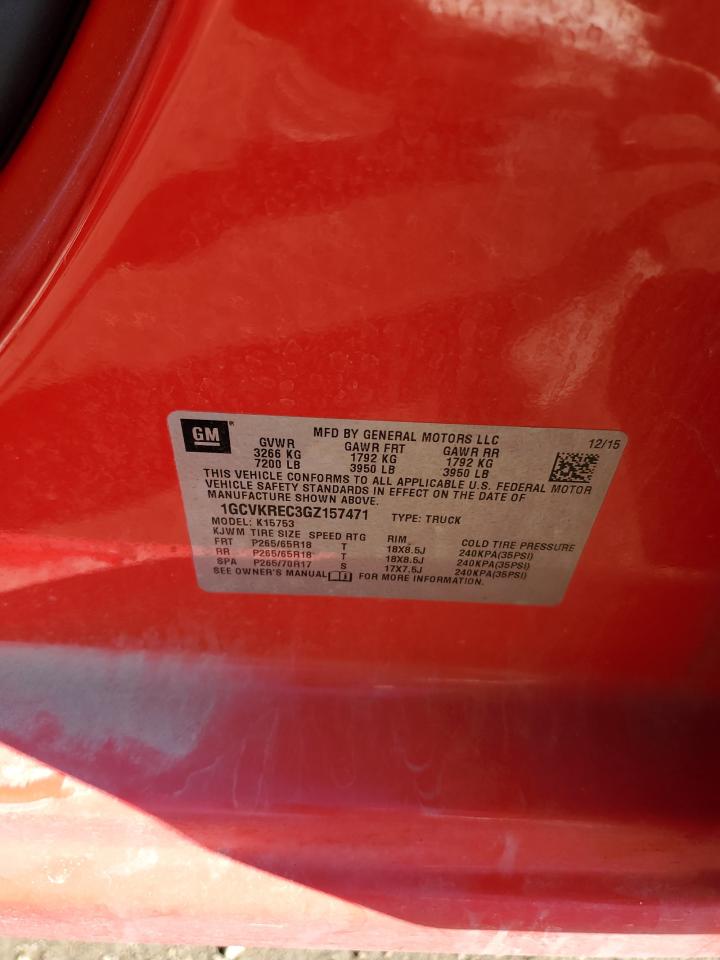 GM®
MFD BY GENERAL MOTORS LLC 12/15
GVWR GAWR FRT GAWR RR
3266 KG 1792 KG 1792 KG
7200 LB 3950 LB 3950 LB
THIS VEHICLE CONFORMS TO ALL APPLICABLE U.S. FEDERAL MOTOR
VEHICLE SAFETY STANDARDS IN EFFECT ON THE DATE OF
MANUFACTURE SHOWN ABOVE.
1GCVKREC3GZ157471 TYPE: TRUCK
MODEL: K15753
KJWM TIRE SIZE SPEED RTG RIM COLD TIRE PRESSURE
FRT P265/65R18 T 18X8.5J 240KPA(35PSI)
RR P265/65R18 T 18X8.5J 240KPA(35PSI)
SPA P265/70R17 S 17X7.5J 240KPA(35PSI)
SEE OWNER'S MANUAL FOR MORE INFORMATION.